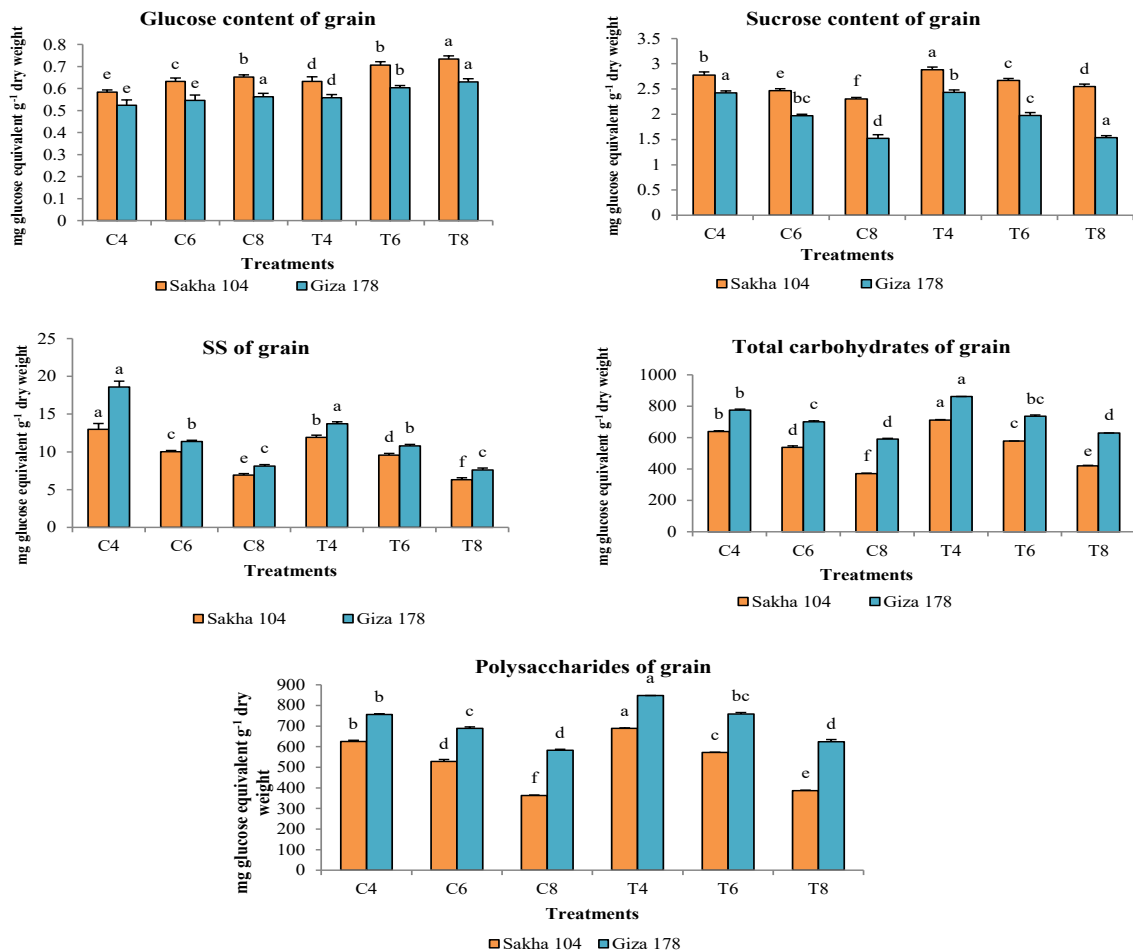 Glucose content of grain
mg glucose equivalent g-1 dry weight
0.8
0.7
0.6
0.5
0.4
0.3
0.2
0.1
0
e e c e b a d d b b a a
C4 C6 C8 T4 T6 T8
Treatments
Sakha 104 Giza 178
Sucrose content of grain
mg glucose equivalent g-1 dry weight
3.5
3
2.5
2
1.5
1
0.5
0
b a e bc f d a b c c d a
C4 C6 C8 T4 T6 T8
Treatments
Sakha 104 Giza 178
SS of grain
mg glucose equivalent g-1 dry weight
25
20
15
10
5
0
a a c b e c b a d b f c
C4 C6 C8 T4 T6 T8
Treatments
Sakha 104 Giza 178
Total carbohydrates of grain
mg glucose equivalent g-1 dry weight
1000
800
600
400
200
0
b b d c f d a a c bc e d
C4 C6 C8 T4 T6 T8
Treatments
Sakha 104 Giza 178
Polysaccharides of grain
mg glucose equivalent g-1 dry
weight
900
800
700
600
500
400
300
200
100
0
b b d c f d a a c bc e d
C4 C6 C8 T4 T6 T8
Treatments
Sakha 104 Giza 178